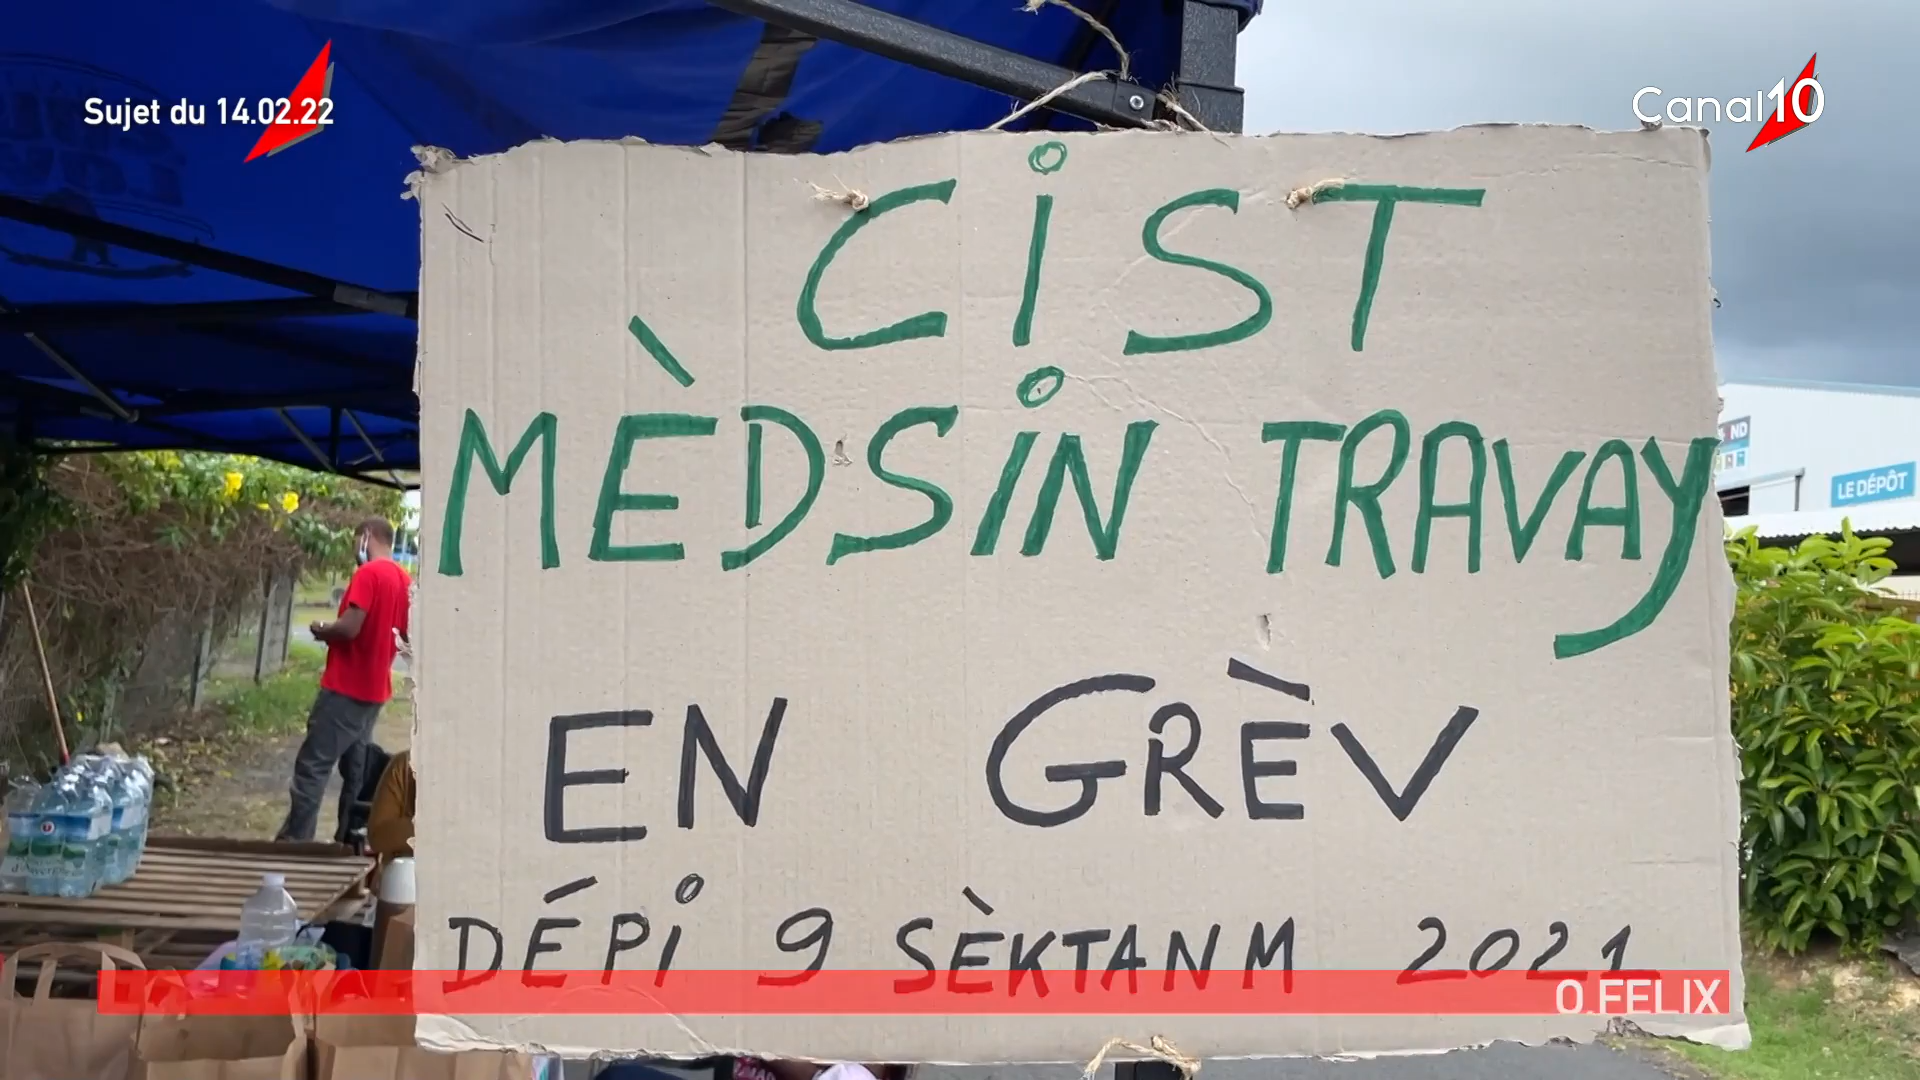 Sujet du 14.02.22
Canal10
CiST
MÈDSiN TRAVAY
EN GRÈV
DÉPi 9 SÈKTANM 2021
LE DÉPÔT
O.FELIX